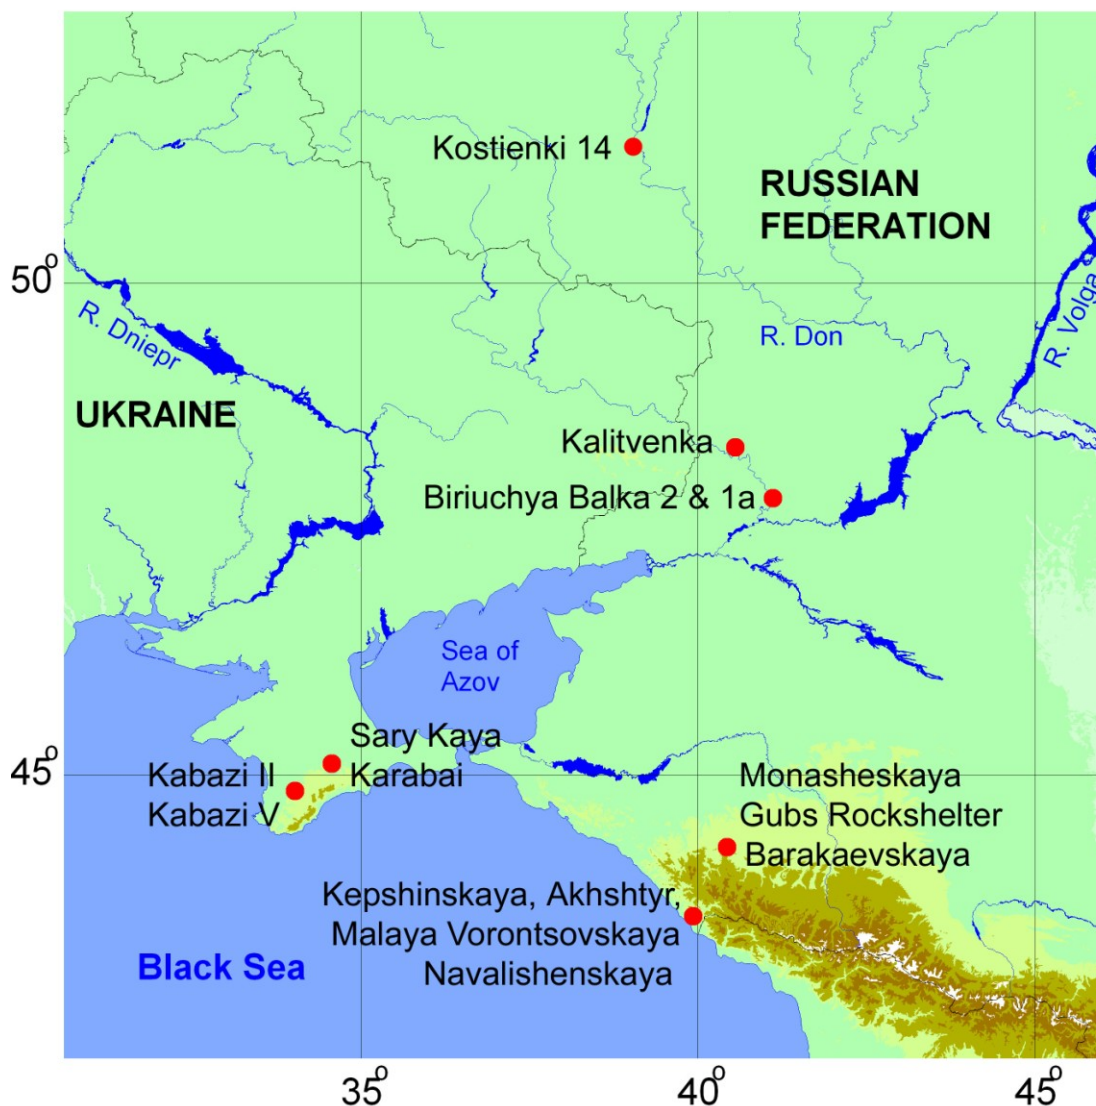 Kostienki 14
RUSSIAN
FEDERATION
50°
R. Dniepr
R. Don
R. Volga
UKRAINE
Kalitvenka
Biriuchya Balka 2 & 1a
Sea of
Azov
Sary Kaya
Karabai
45°
Kabazi II
Kabazi V
Monasheskaya
Gubs Rockshelter
Barakaevskaya
Kepshinskaya, Akhshtyr,
Malaya Vorontsovskaya
Navalishenskaya
Black Sea
35°
40°
45°